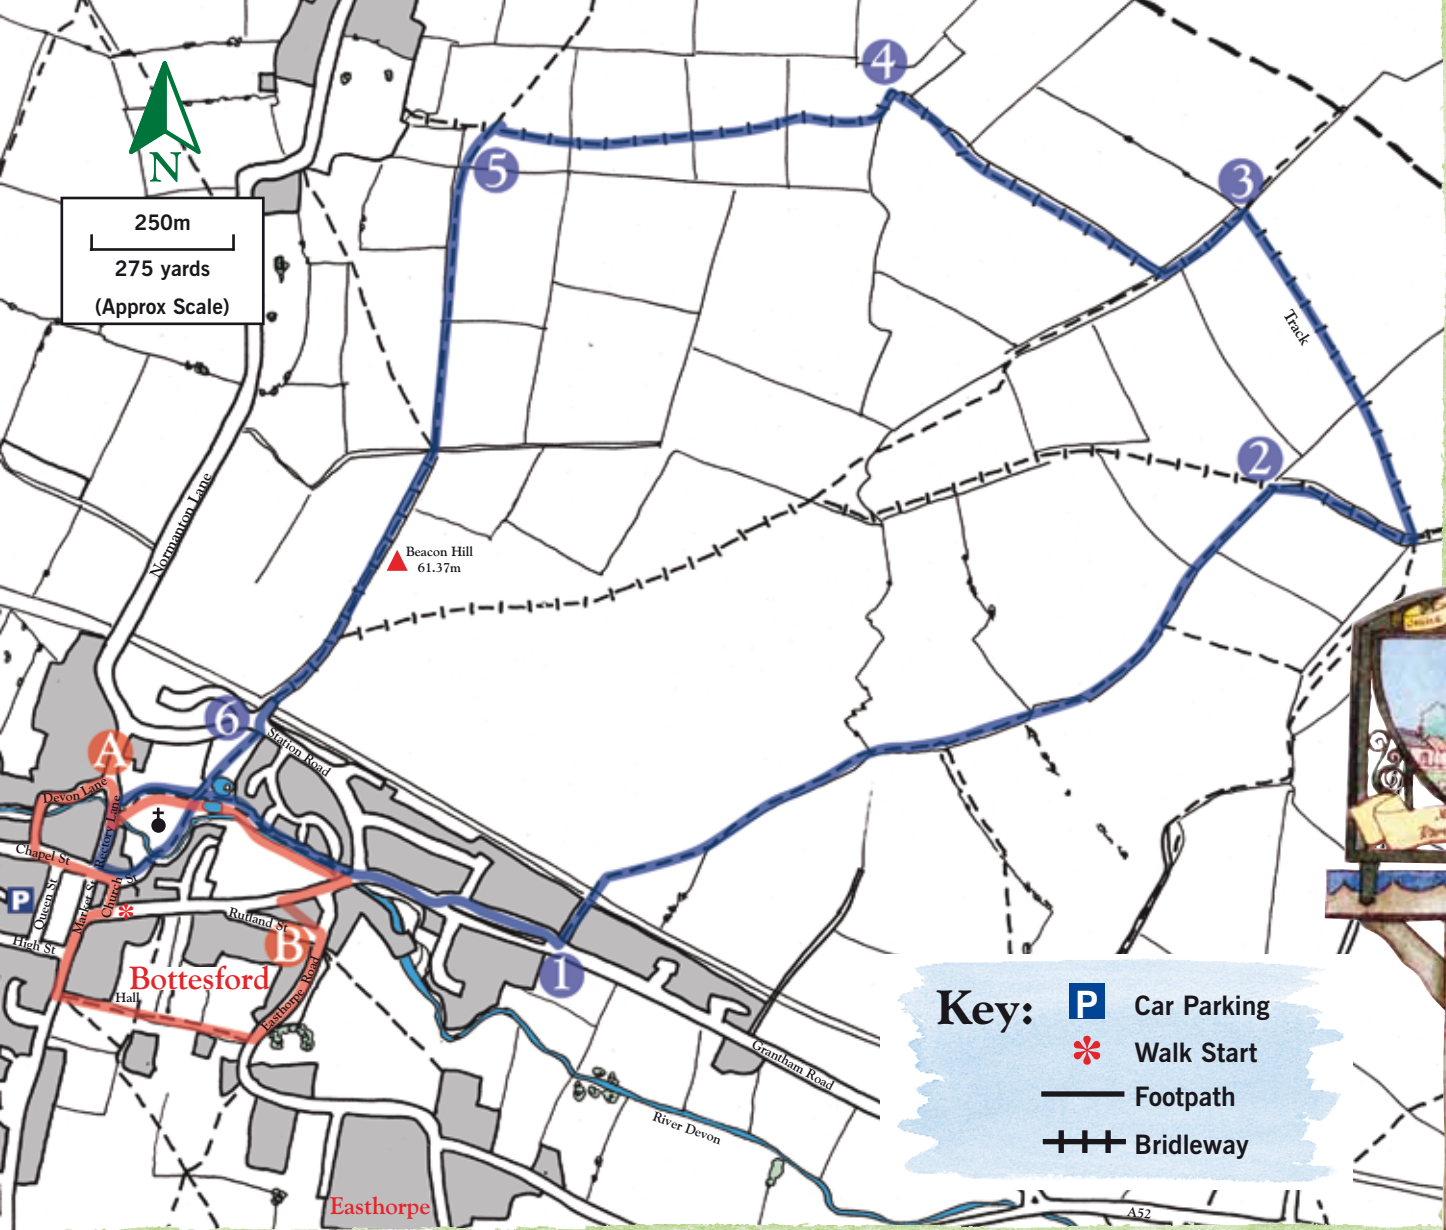 4
3
5
N
250m
275 yards
(Approx Scale)
Track
2
Normanton Lane
Beacon Hill
61.37m
6
Station Road
A
Devon Lane
Rectory Lane
Chapel St
Church St
Market St
Queen St
P
High St
Rutland St
B
1
Bottesford
Hall
Easthorpe Road
Grantham Road
River Devon
Easthorpe
A52
Key:
P Car Parking
Walk Start
Footpath
Bridleway